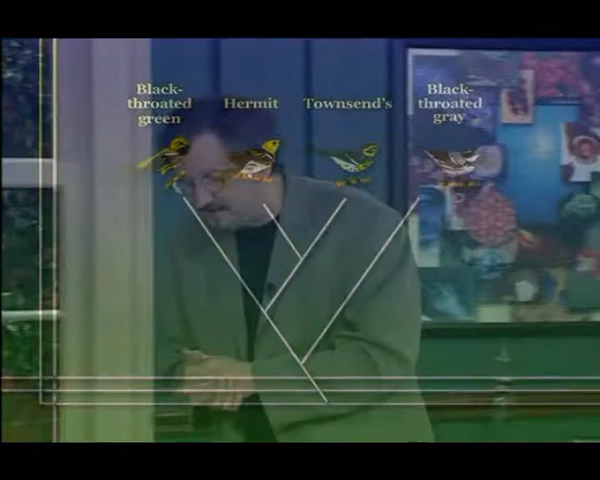 Black-
throated
green
Hermit
Townsend's
Black-
throated
gray